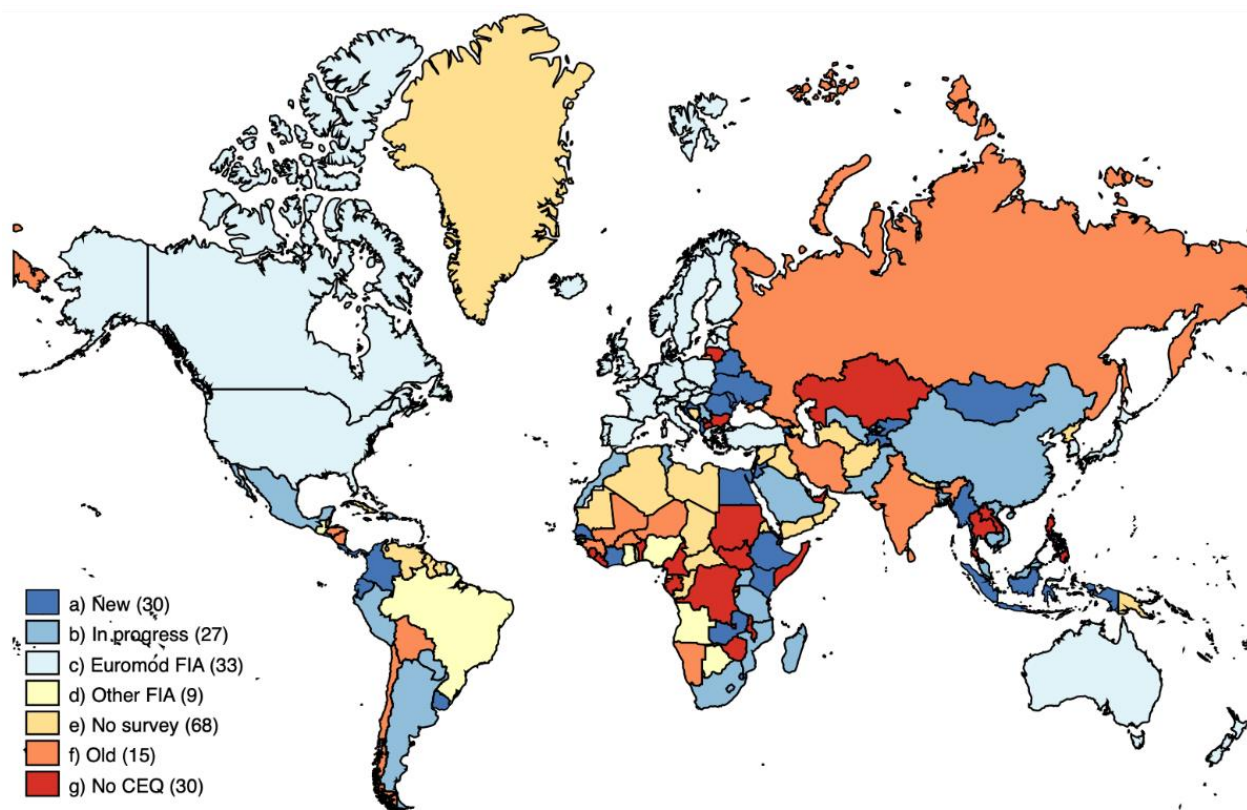 a) New (30)
b) In progress (27)
c) Euromod FIA (33)
d) Other FIA (9)
e) No survey (68)
f) Old (15)
g) No CEQ (30)